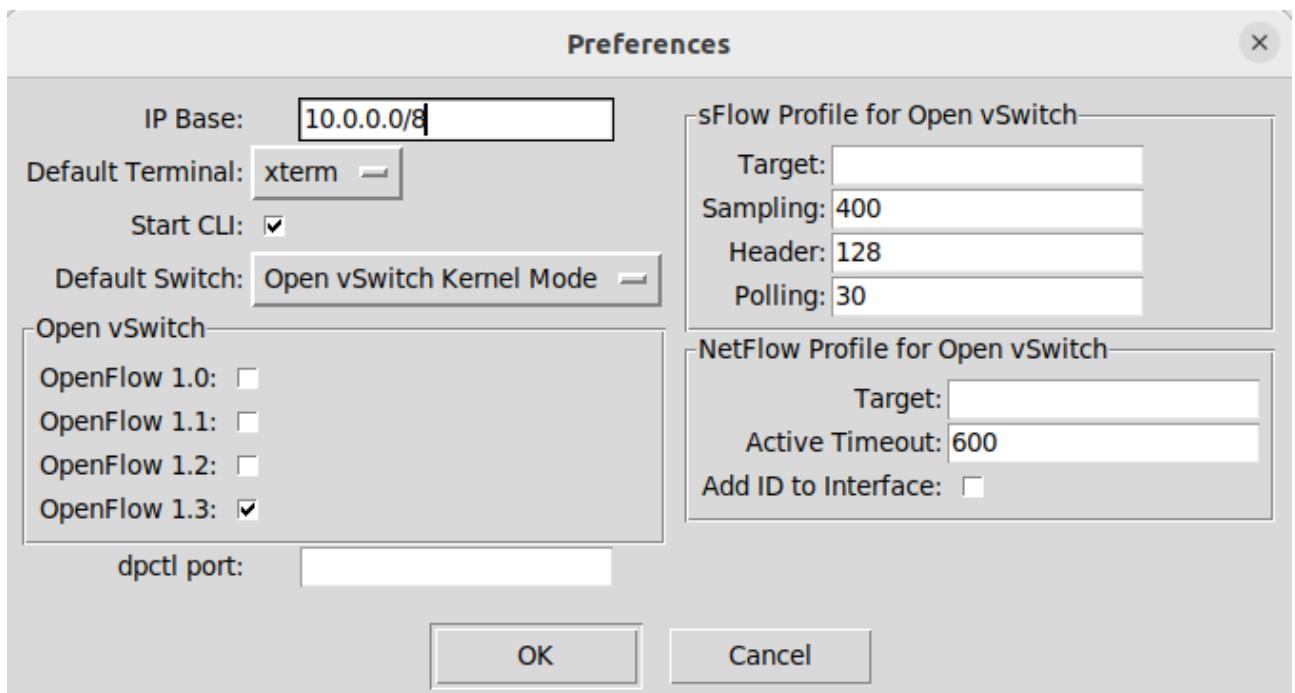 Preferences
IP Base: 10.0.0.0/8
Default Terminal: xterm
Start CLI:
Default Switch: Open vSwitch Kernel Mode
Open vSwitch
OpenFlow 1.0:
OpenFlow 1.1:
OpenFlow 1.2:
OpenFlow 1.3:
dpctl port:
sFlow Profile for Open vSwitch
Target:
Sampling: 400
Header: 128
Polling: 30
NetFlow Profile for Open vSwitch
Target:
Active Timeout: 600
Add ID to Interface:
OK
Cancel